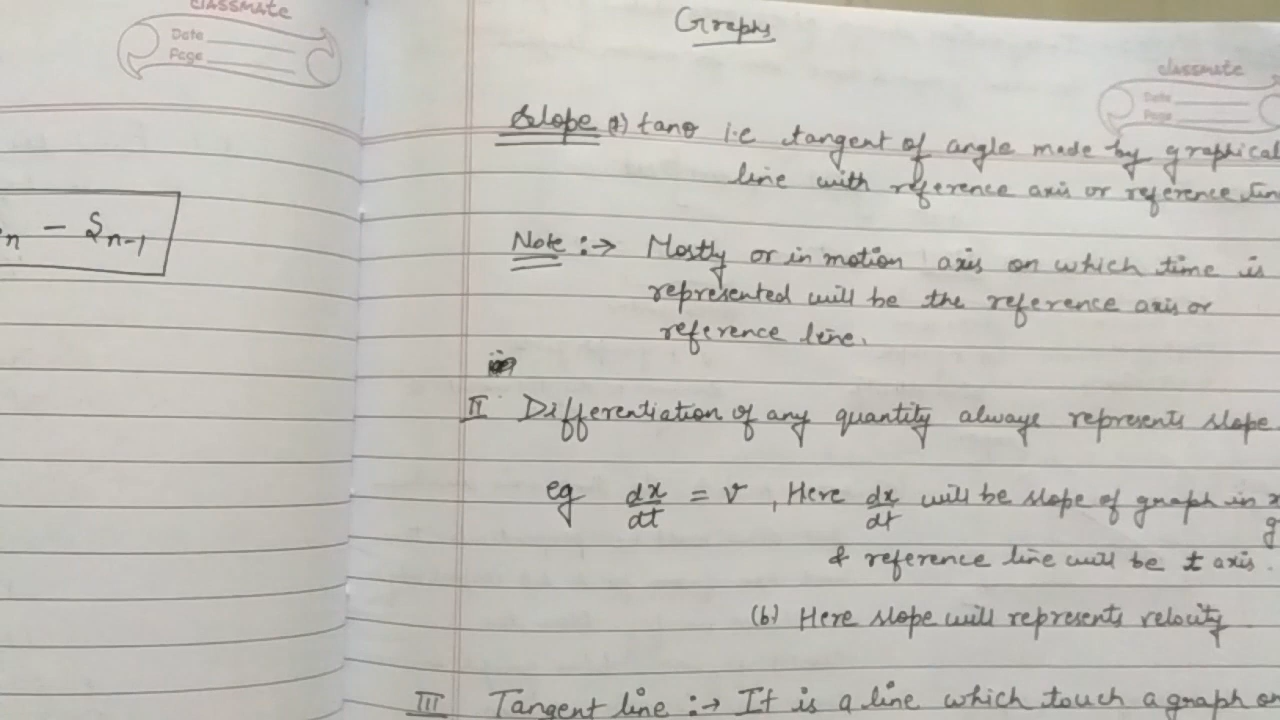 classmate
Date
Page
n - Sn-1
Graphs
classmate
Date
Page
Slope (a) tanθ i.e tangent of angle made by graphical
line with reference axis or reference
Note :→ Mostly or in motion axis on which time is
represented will be the reference axis or
reference line.
II Differentiation of any quantity always represents slope
eg dx/dt = v , Here dx/dt will be slope of graph in
& reference line will be t axis.
(b) Here slope will represents velocity
III Tangent line :→ It is a line which touch a graph